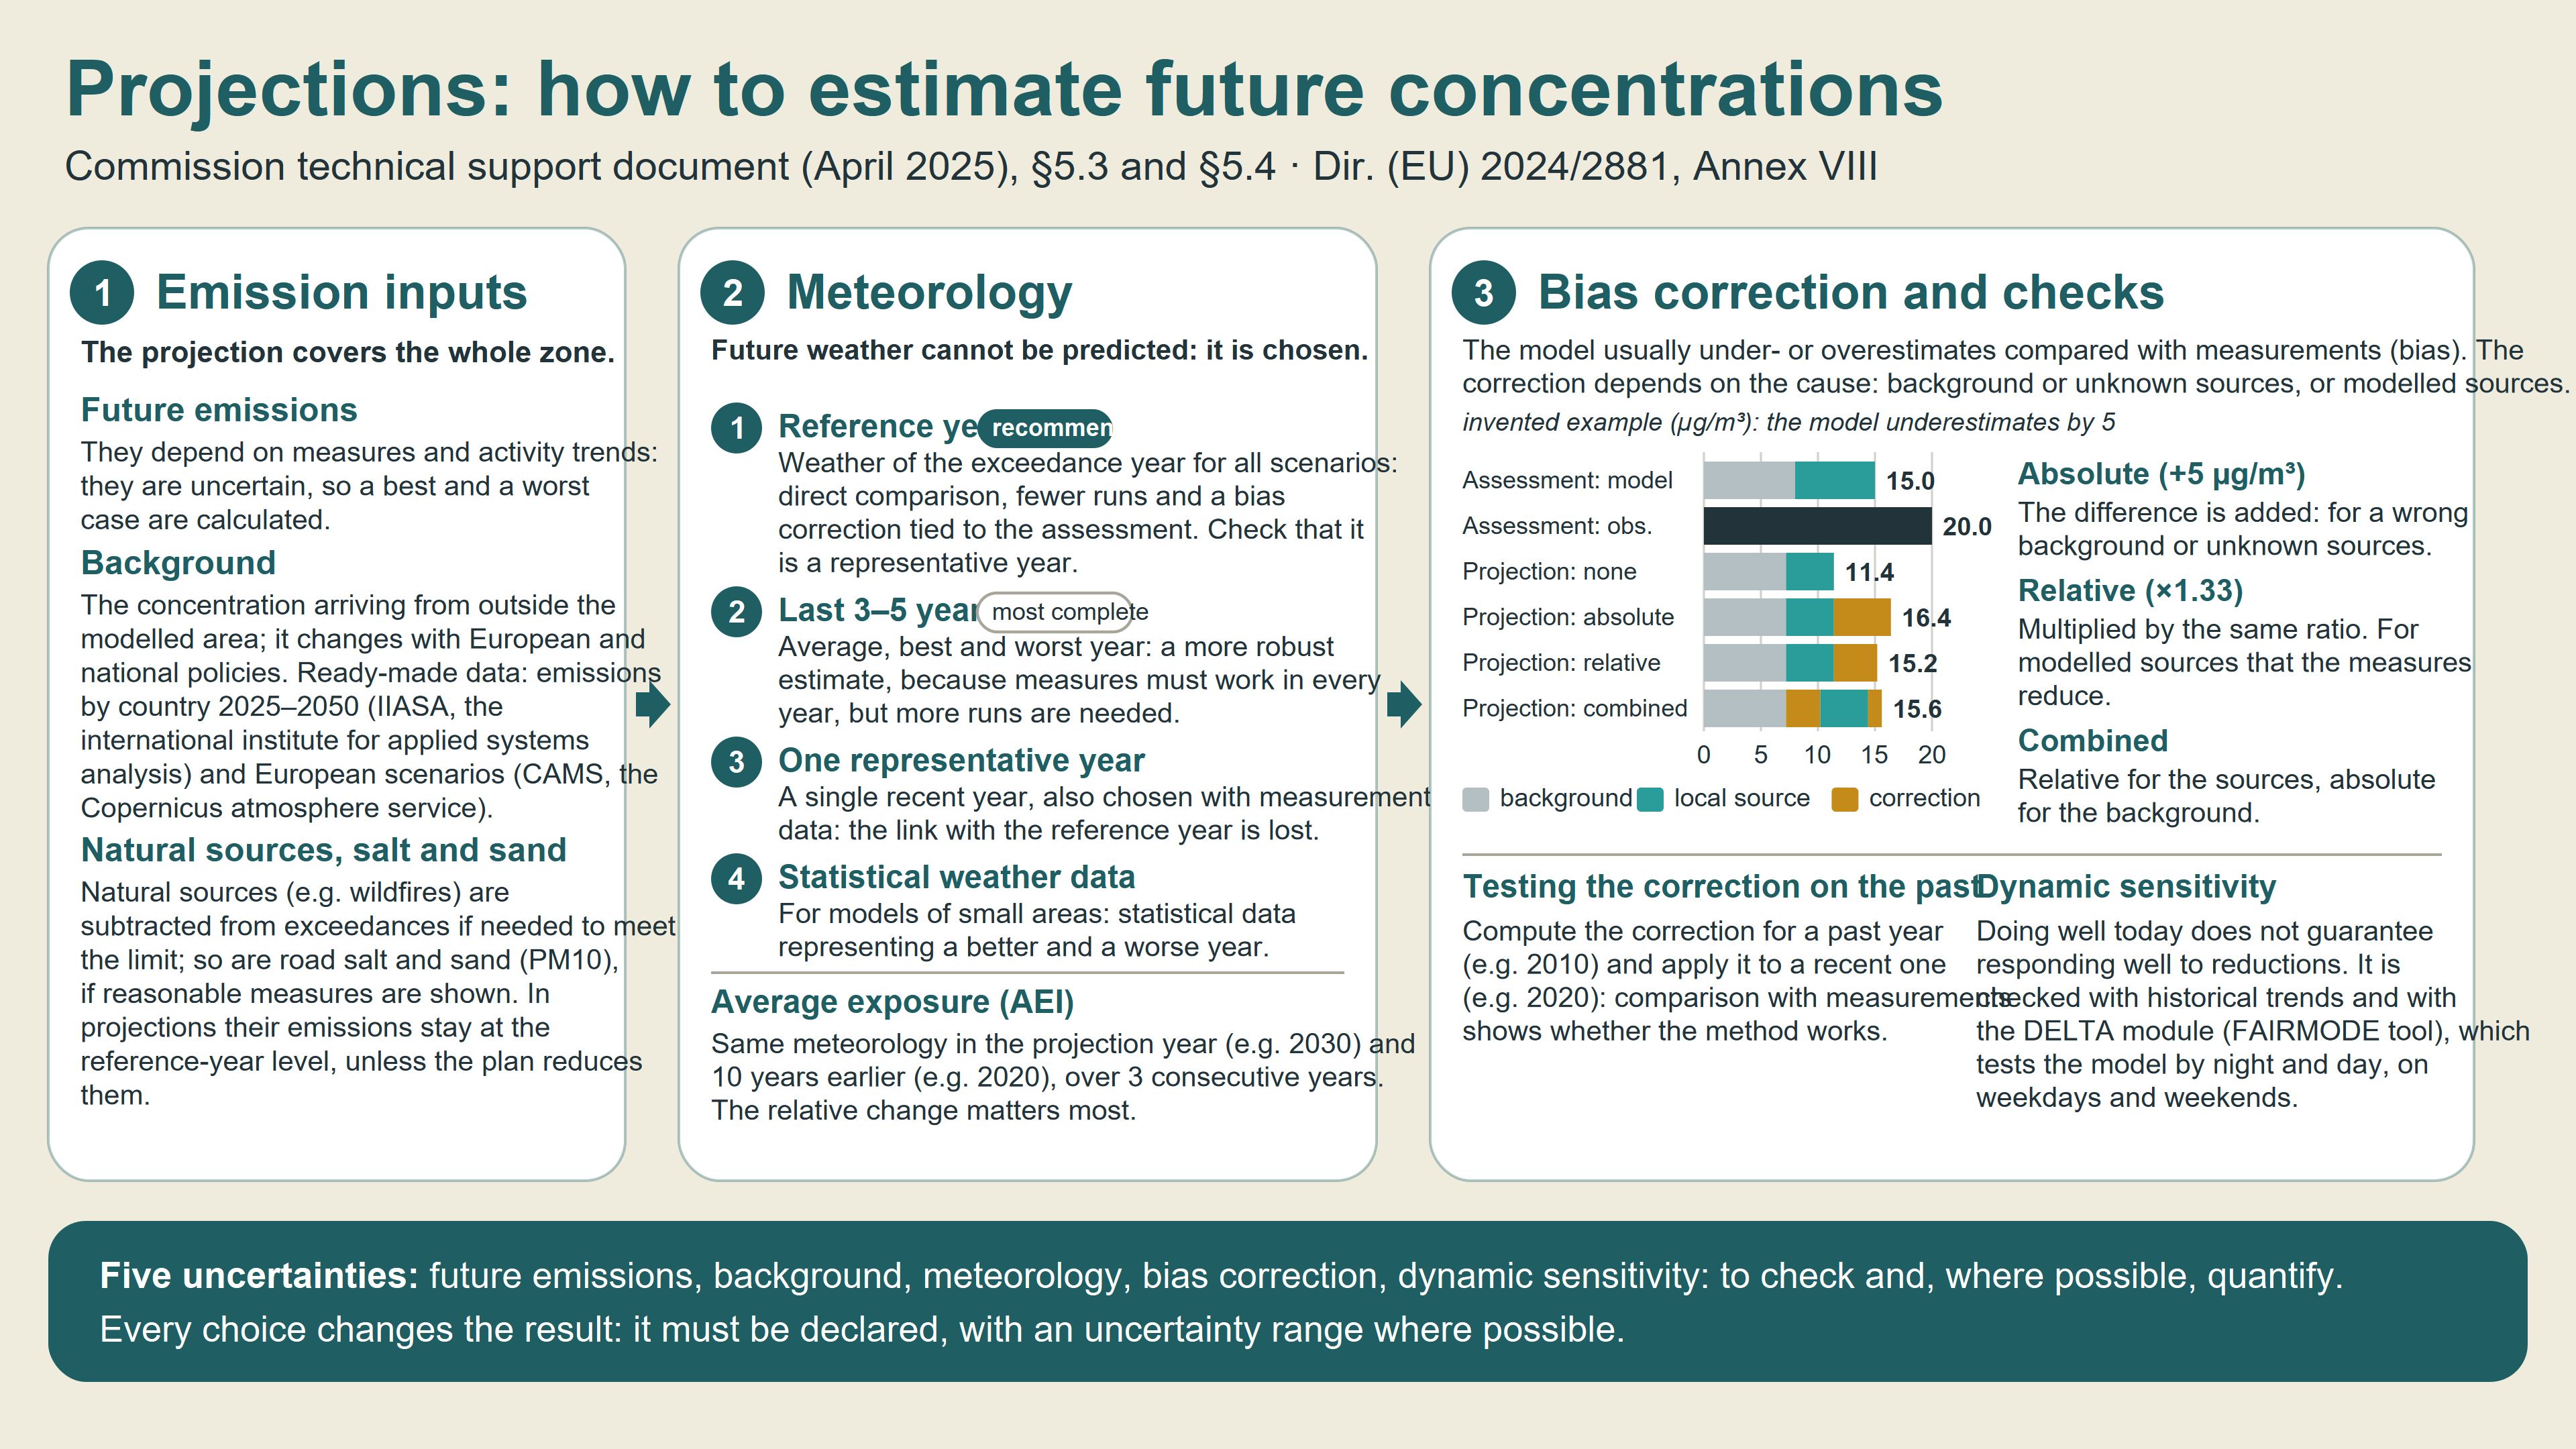 Projections: how to estimate future concentrations
Commission technical support document (April 2025), §5.3 and §5.4 · Dir. (EU) 2024/2881, Annex VIII
1 Emission inputs
The projection covers the whole zone.
Future emissions
They depend on measures and activity trends:
they are uncertain, so a best and a worst
case are calculated.
Background
The concentration arriving from outside the
modelled area; it changes with European and
national policies. Ready-made data: emissions
by country 2025–2050 (IIASA, the
international institute for applied systems
analysis) and European scenarios (CAMS, the
Copernicus atmosphere service).
Natural sources, salt and sand
Natural sources (e.g. wildfires) are
subtracted from exceedances if needed to meet
the limit; so are road salt and sand (PM10),
if reasonable measures are shown. In
projections their emissions stay at the
reference-year level, unless the plan reduces
them.
2 Meteorology
Future weather cannot be predicted: it is chosen.
1 Reference ye recommen
Weather of the exceedance year for all scenarios:
direct comparison, fewer runs and a bias
correction tied to the assessment. Check that it
is a representative year.
2 Last 3–5 year most complete
Average, best and worst year: a more robust
estimate, because measures must work in every
year, but more runs are needed.
3 One representative year
A single recent year, also chosen with measurement
data: the link with the reference year is lost.
4 Statistical weather data
For models of small areas: statistical data
representing a better and a worse year.
Average exposure (AEI)
Same meteorology in the projection year (e.g. 2030) and
10 years earlier (e.g. 2020), over 3 consecutive years.
The relative change matters most.
3 Bias correction and checks
The model usually under- or overestimates compared with measurements (bias). The
correction depends on the cause: background or unknown sources, or modelled sources.
invented example (µg/m³): the model underestimates by 5
Assessment: model 15.0
Assessment: obs. 20.0
Projection: none 11.4
Projection: absolute 16.4
Projection: relative 15.2
Projection: combined 15.6
0 5 10 15 20
background local source correction
Absolute (+5 µg/m³)
The difference is added: for a wrong
background or unknown sources.
Relative (×1.33)
Multiplied by the same ratio. For
modelled sources that the measures
reduce.
Combined
Relative for the sources, absolute
for the background.
Testing the correction on the past
Compute the correction for a past year
(e.g. 2010) and apply it to a recent one
(e.g. 2020): comparison with measurements
shows whether the method works.
Dynamic sensitivity
Doing well today does not guarantee
responding well to reductions. It is
checked with historical trends and with
the DELTA module (FAIRMODE tool), which
tests the model by night and day, on
weekdays and weekends.
Five uncertainties: future emissions, background, meteorology, bias correction, dynamic sensitivity: to check and, where possible, quantify.
Every choice changes the result: it must be declared, with an uncertainty range where possible.